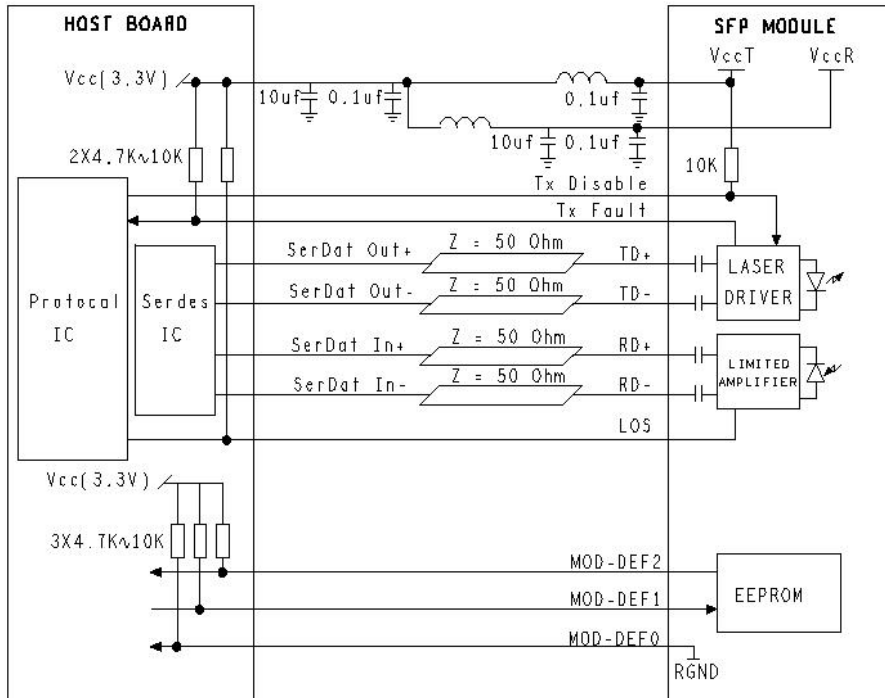 HOST BOARD
SFP MODULE
VccT
VccR
Vcc(3.3V)
10uf
0.1uf
0.1uf
10uf
0.1uf
2X4.7K~10K
10K
Tx Disable
Tx Fault
SerDat Out+
Z = 50 Ohm
TD+
SerDat Out-
Z = 50 Ohm
TD-
LASER
DRIVER
Protocal
IC
Serdes
IC
SerDat In+
Z = 50 Ohm
RD+
SerDat In-
Z = 50 Ohm
RD-
LIMITED
AMPLIFIER
LOS
Vcc(3.3V)
3X4.7K~10K
MOD-DEF2
MOD-DEF1
MOD-DEF0
EEPROM
RGND